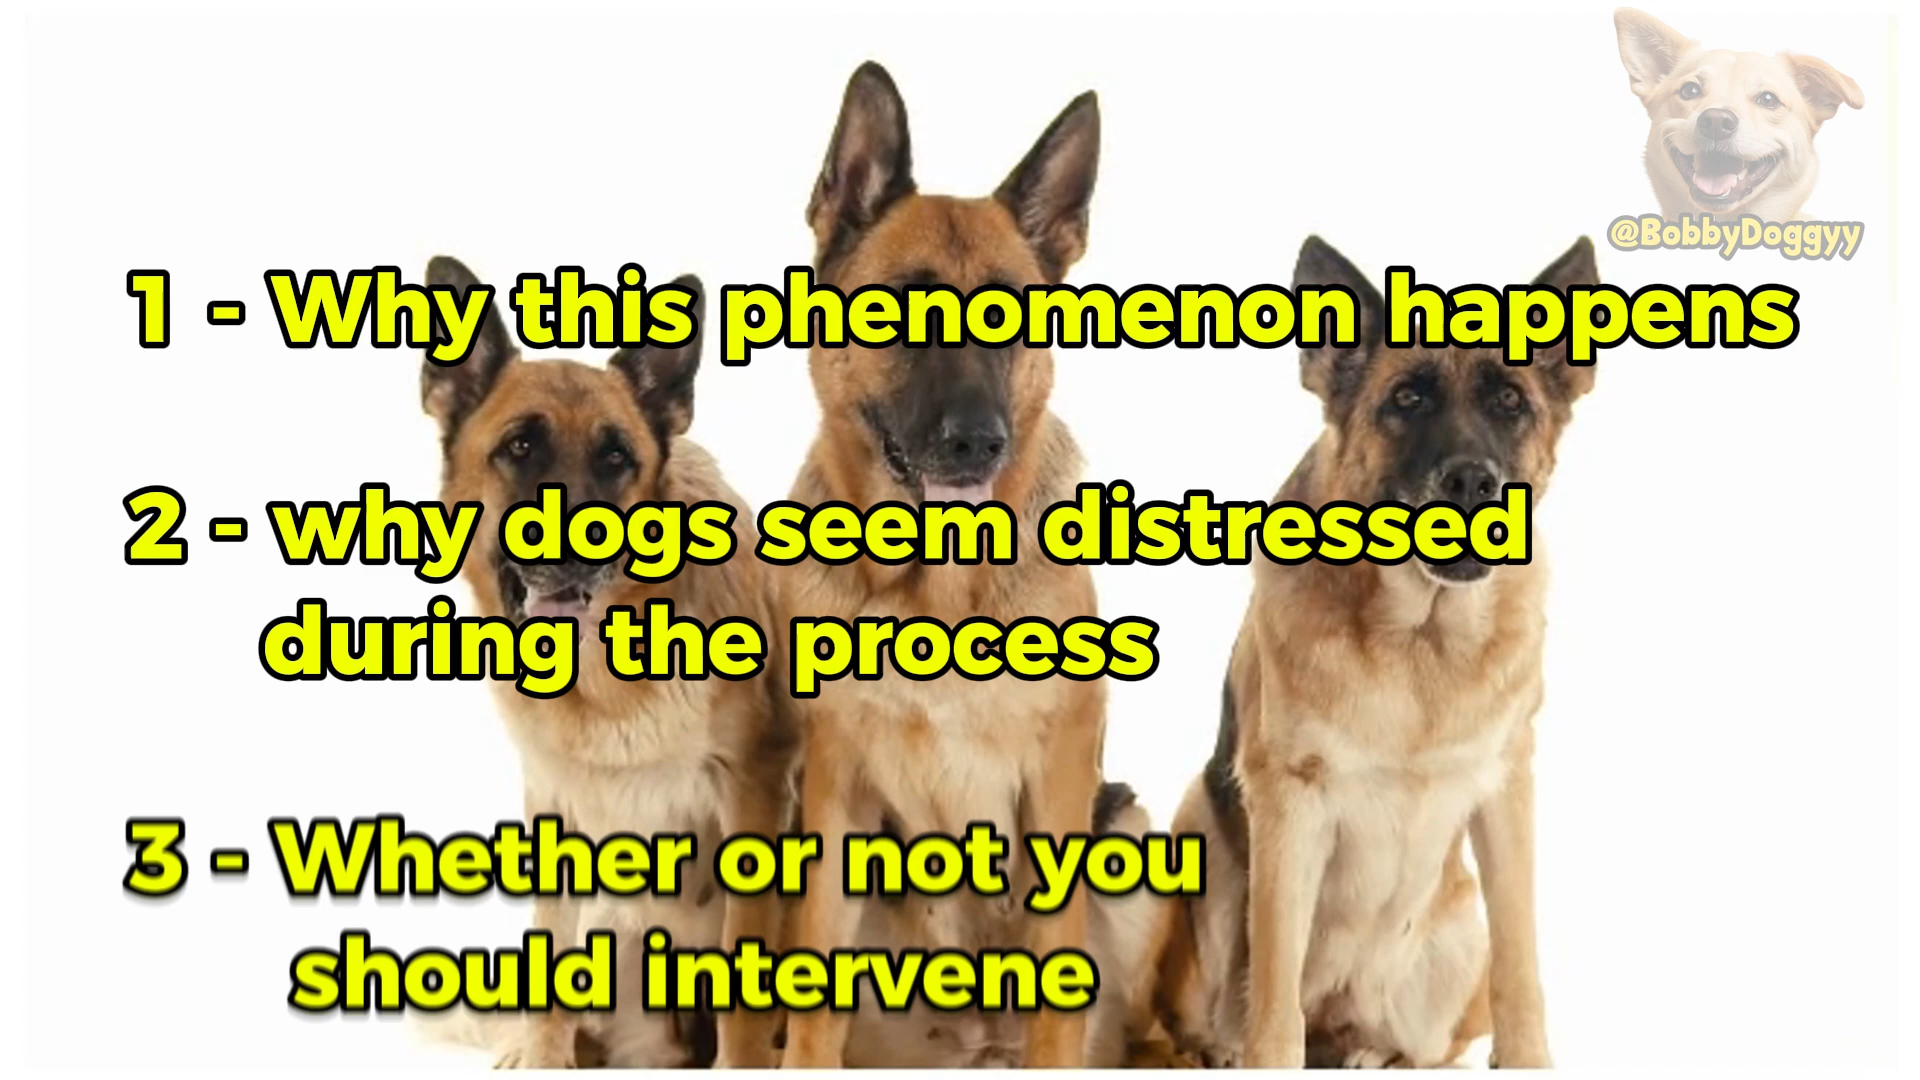 @BobbyDoggyy
1 - Why this phenomenon happens
2 - why dogs seem distressed
during the process
3 - Whether or not you
should intervene